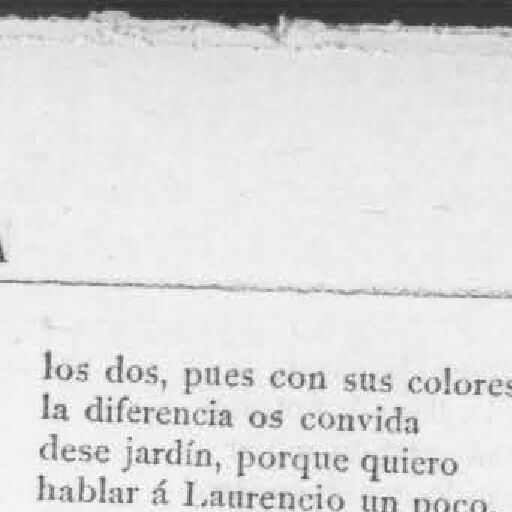 A
los dos, pues con sus colores
la diferencia os convida
dese jardín, porque quiero
hablar á Laurencio un poco.